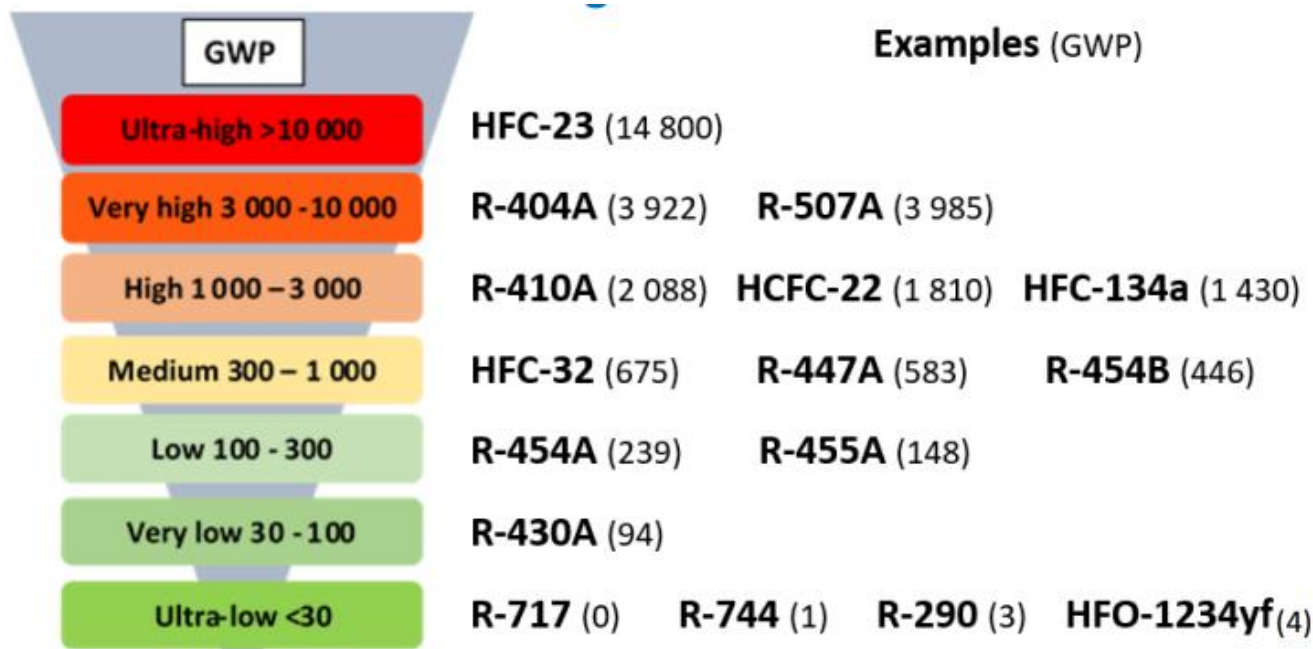 GWP
Examples (GWP)
Ultra-high >10 000
HFC-23 (14 800)
Very high 3 000 -10 000
R-404A (3 922) R-507A (3 985)
High 1 000 – 3 000
R-410A (2 088) HCFC-22 (1 810) HFC-134a (1 430)
Medium 300 – 1 000
HFC-32 (675) R-447A (583) R-454B (446)
Low 100 - 300
R-454A (239) R-455A (148)
Very low 30 - 100
R-430A (94)
Ultra-low <30
R-717 (0) R-744 (1) R-290 (3) HFO-1234yf(4)